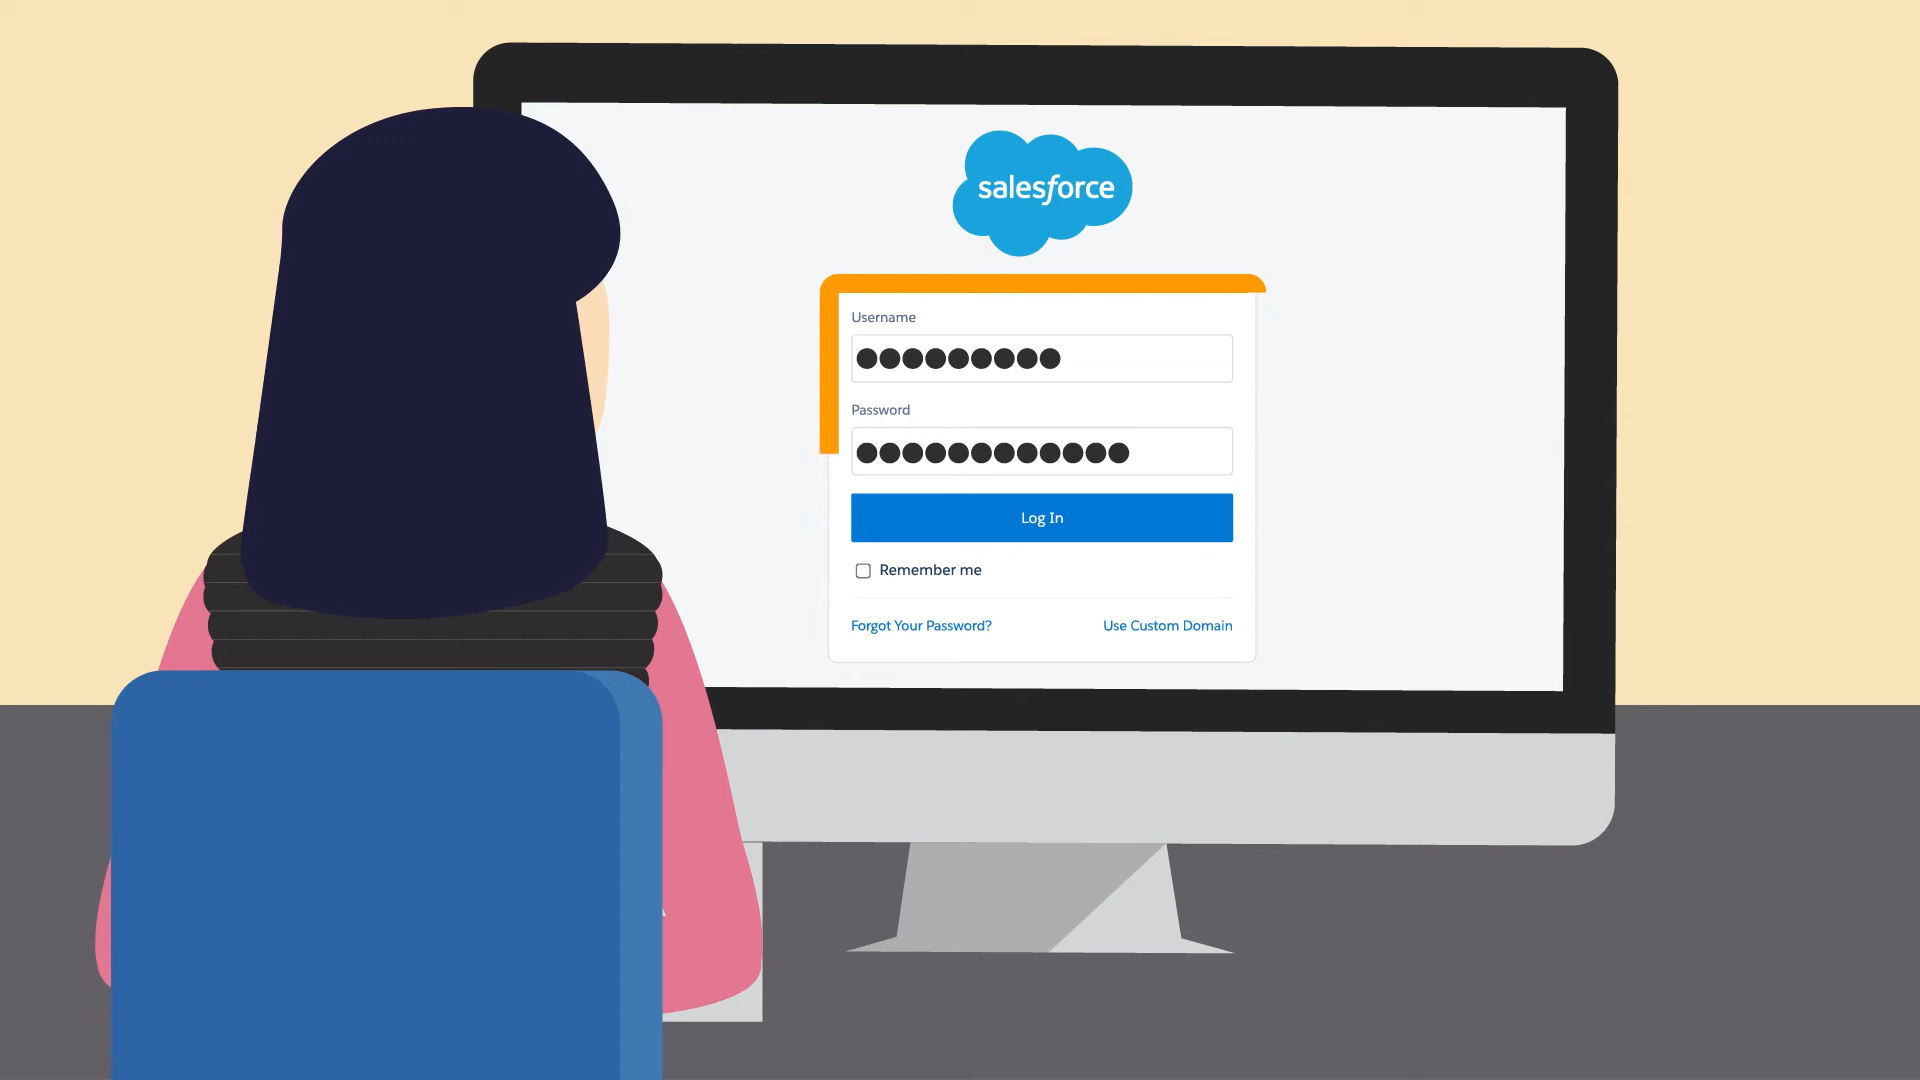 salesforce
Username
●●●●●●●●●
Password
●●●●●●●●●●●●
Log In
Remember me
Forgot Your Password? Use Custom Domain